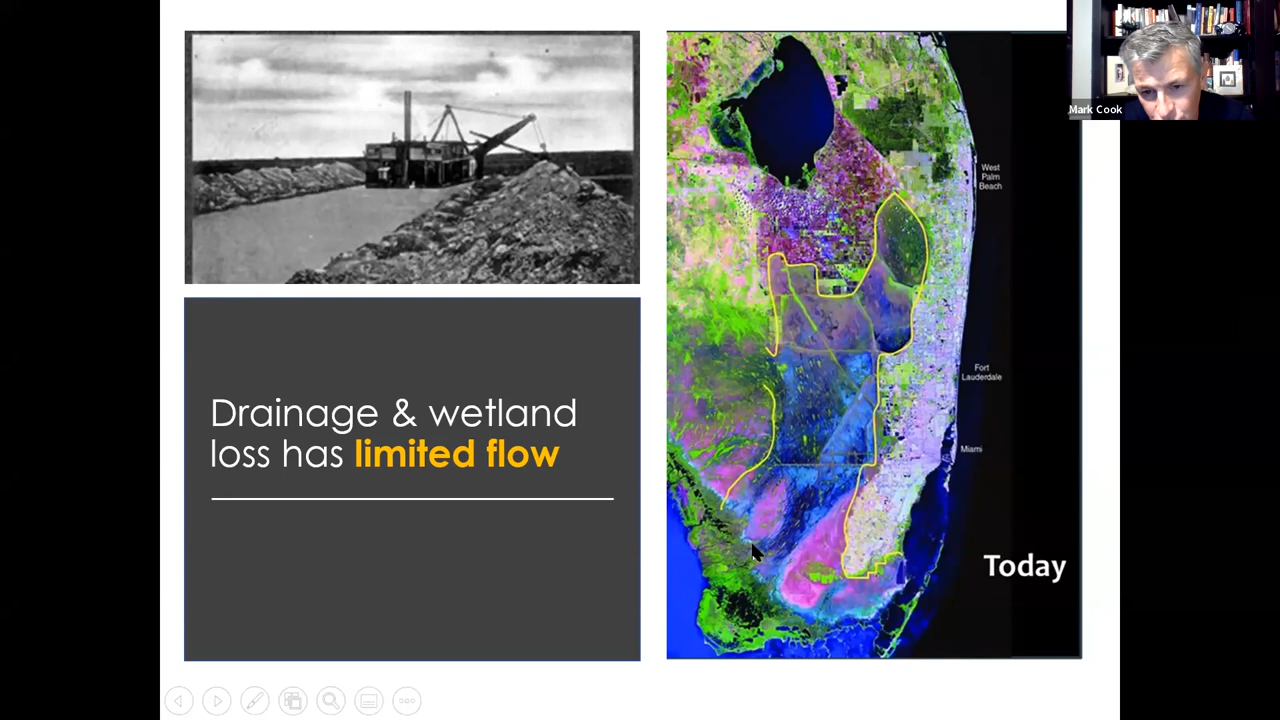 Drainage & wetland
loss has limited flow
West
Palm
Beach
Fort
Lauderdale
Miami
Today
Mark Cook